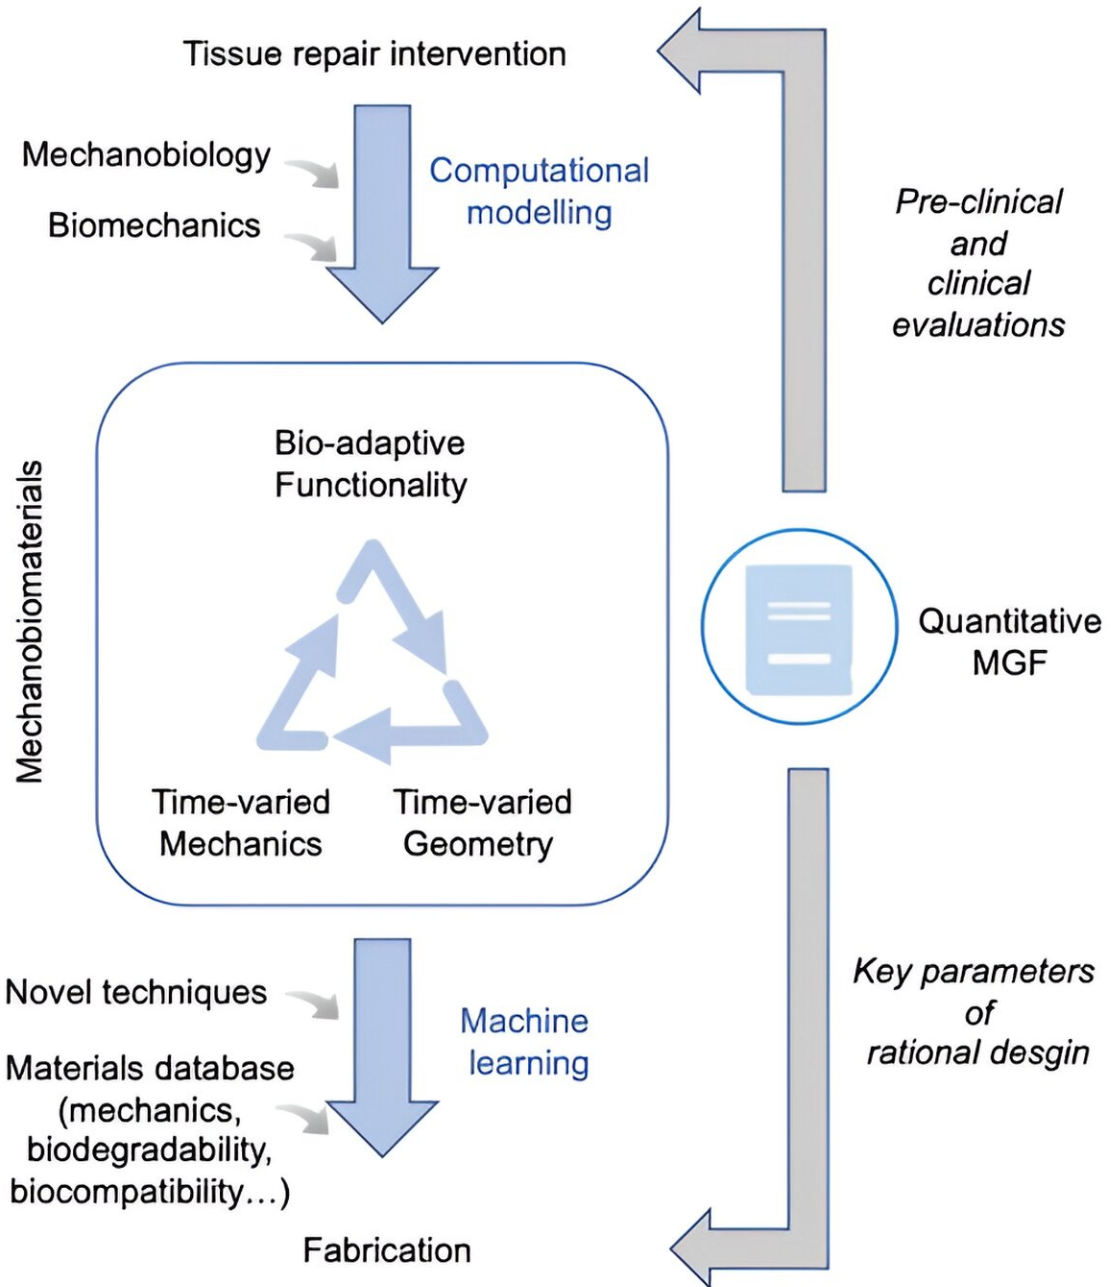 Tissue repair intervention
Mechanobiology
Biomechanics
Computational
modelling
Pre-clinical
and
clinical
evaluations
Mechanobiomaterials
Bio-adaptive
Functionality
Time-varied
Mechanics
Time-varied
Geometry
Quantitative
MGF
Novel techniques
Materials database
(mechanics,
biodegradability,
biocompatibility...)
Machine
learning
Key parameters
of
rational desgin
Fabrication